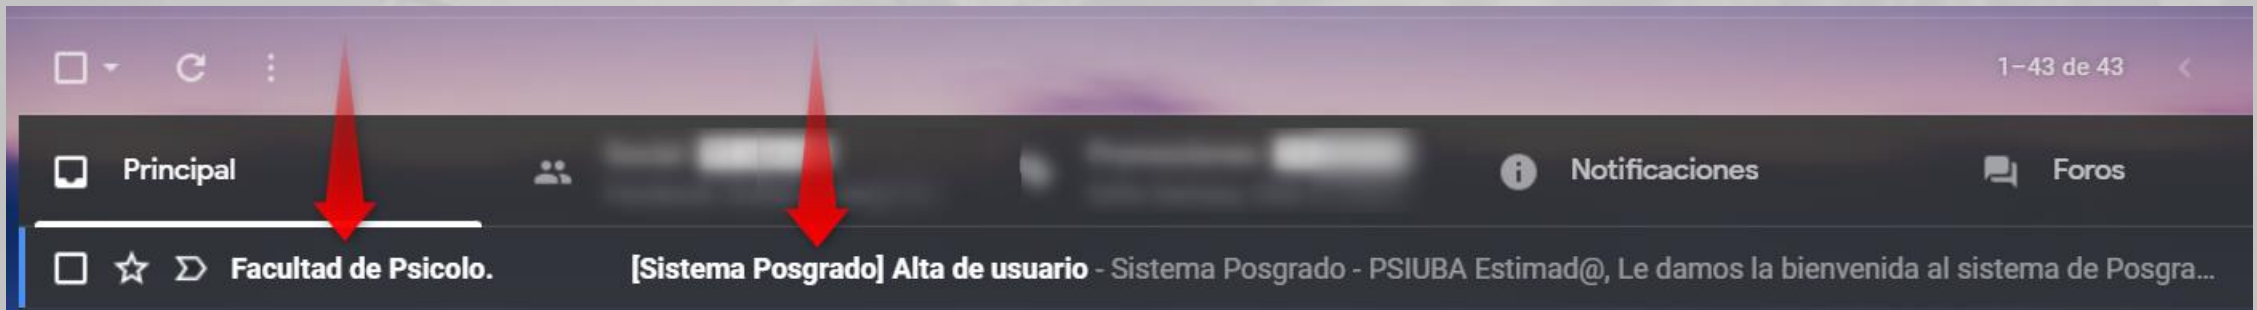 1–43 de 43
Principal
Notificaciones
Foros
Facultad de Psicolo. [Sistema Posgrado] Alta de usuario - Sistema Posgrado - PSIUBA Estimad@, Le damos la bienvenida al sistema de Posgra...